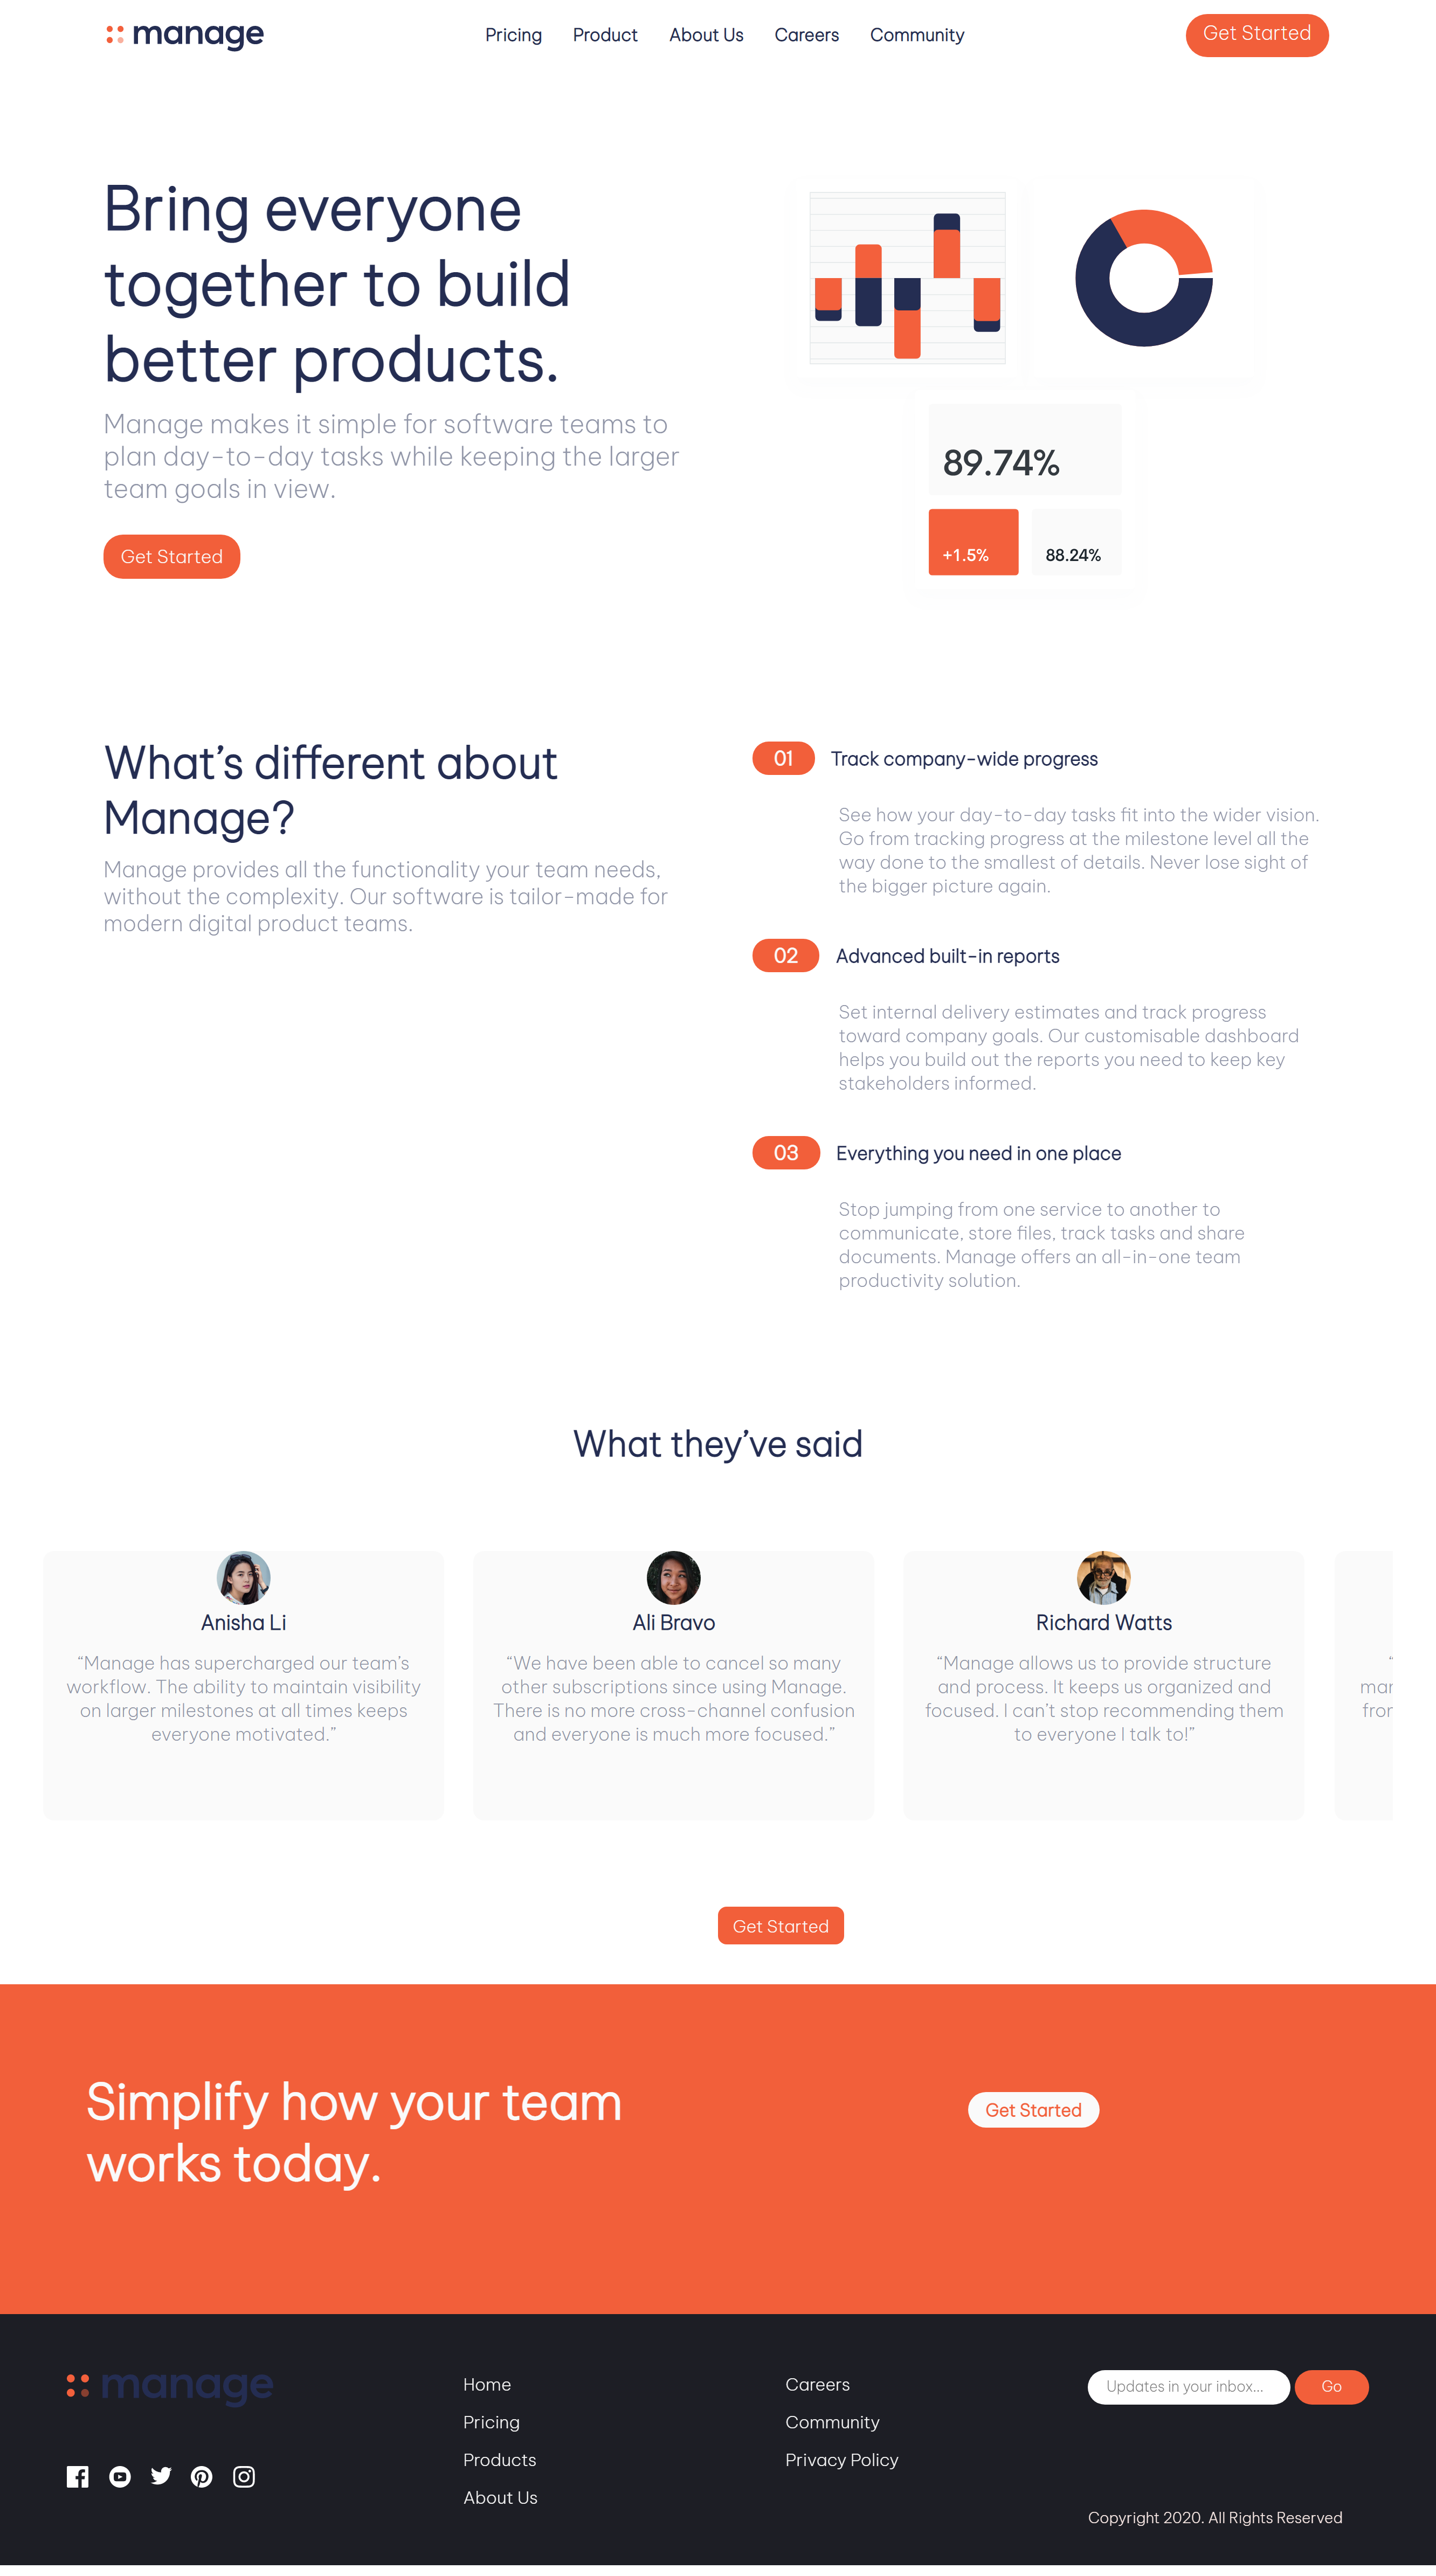 manage
Pricing Product About Us Careers Community
Get Started
Bring everyone
together to build
better products.
Manage makes it simple for software teams to
plan day-to-day tasks while keeping the larger
team goals in view.
Get Started
89.74%
+1.5%
88.24%
What’s different about
Manage?
Manage provides all the functionality your team needs,
without the complexity. Our software is tailor-made for
modern digital product teams.
01 Track company-wide progress
See how your day-to-day tasks fit into the wider vision.
Go from tracking progress at the milestone level all the
way done to the smallest of details. Never lose sight of
the bigger picture again.
02 Advanced built-in reports
Set internal delivery estimates and track progress
toward company goals. Our customisable dashboard
helps you build out the reports you need to keep key
stakeholders informed.
03 Everything you need in one place
Stop jumping from one service to another to
communicate, store files, track tasks and share
documents. Manage offers an all-in-one team
productivity solution.
What they’ve said
Anisha Li
“Manage has supercharged our team’s
workflow. The ability to maintain visibility
on larger milestones at all times keeps
everyone motivated.”
Ali Bravo
“We have been able to cancel so many
other subscriptions since using Manage.
There is no more cross-channel confusion
and everyone is much more focused.”
Richard Watts
“Manage allows us to provide structure
and process. It keeps us organized and
focused. I can’t stop recommending them
to everyone I talk to!”
Get Started
Simplify how your team
works today.
Get Started
manage
Home
Pricing
Products
About Us
Careers
Community
Privacy Policy
Updates in your inbox...
Go
Copyright 2020. All Rights Reserved